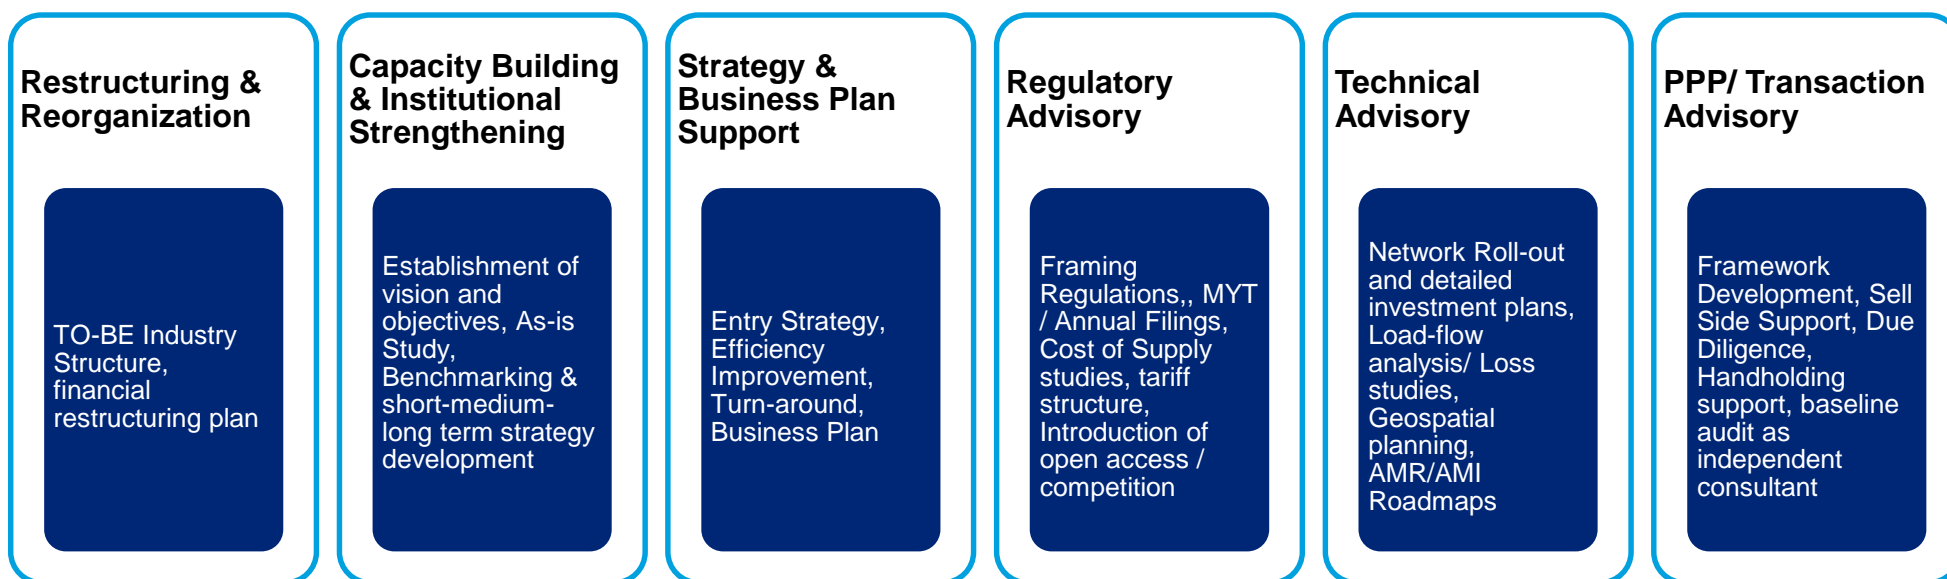 Restructuring &
Reorganization
TO-BE Industry
Structure,
financial
restructuring plan
Capacity Building
& Institutional
Strengthening
Establishment of
vision and
objectives, As-is
Study,
Benchmarking &
short-medium-
long term strategy
development
Strategy &
Business Plan
Support
Entry Strategy,
Efficiency
Improvement,
Turn-around,
Business Plan
Regulatory
Advisory
Framing
Regulations,, MYT
/ Annual Filings,
Cost of Supply
studies, tariff
structure,
Introduction of
open access /
competition
Technical
Advisory
Network Roll-out
and detailed
investment plans,
Load-flow
analysis/ Loss
studies,
Geospatial
planning,
AMR/AMI
Roadmaps
PPP/ Transaction
Advisory
Framework
Development, Sell
Side Support, Due
Diligence,
Handholding
support, baseline
audit as
independent
consultant